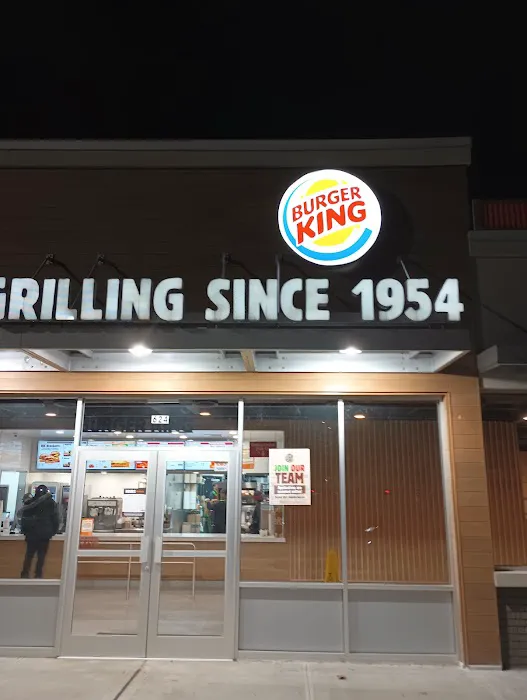 BURGER
KING
GRILLING SINCE 1954
624
JOIN OUR
TEAM